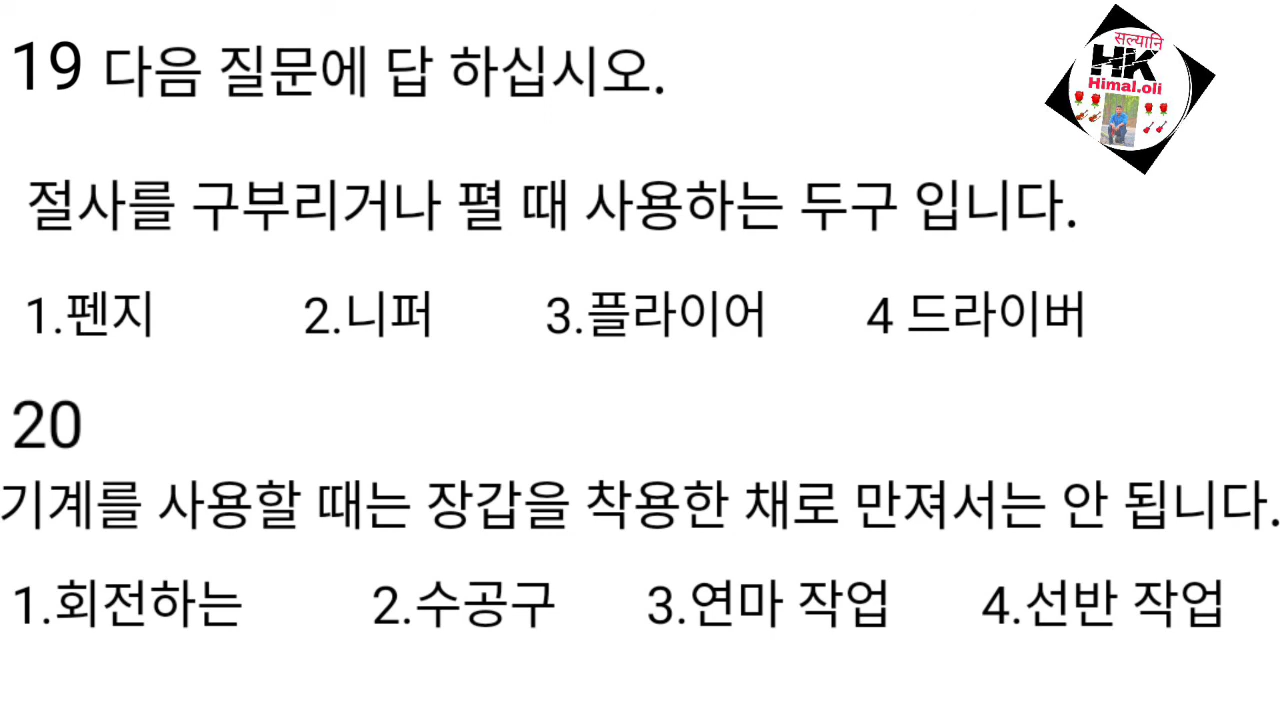 19 다음 질문에 답 하십시오.
सल्यानि
HK
Himal.oli
절사를 구부리거나 펼 때 사용하는 두구 입니다.
1.펜지 2.니퍼 3.플라이어 4 드라이버
20
기계를 사용할 때는 장갑을 착용한 채로 만져서는 안 됩니다.
1.회전하는 2.수공구 3.연마 작업 4.선반 작업